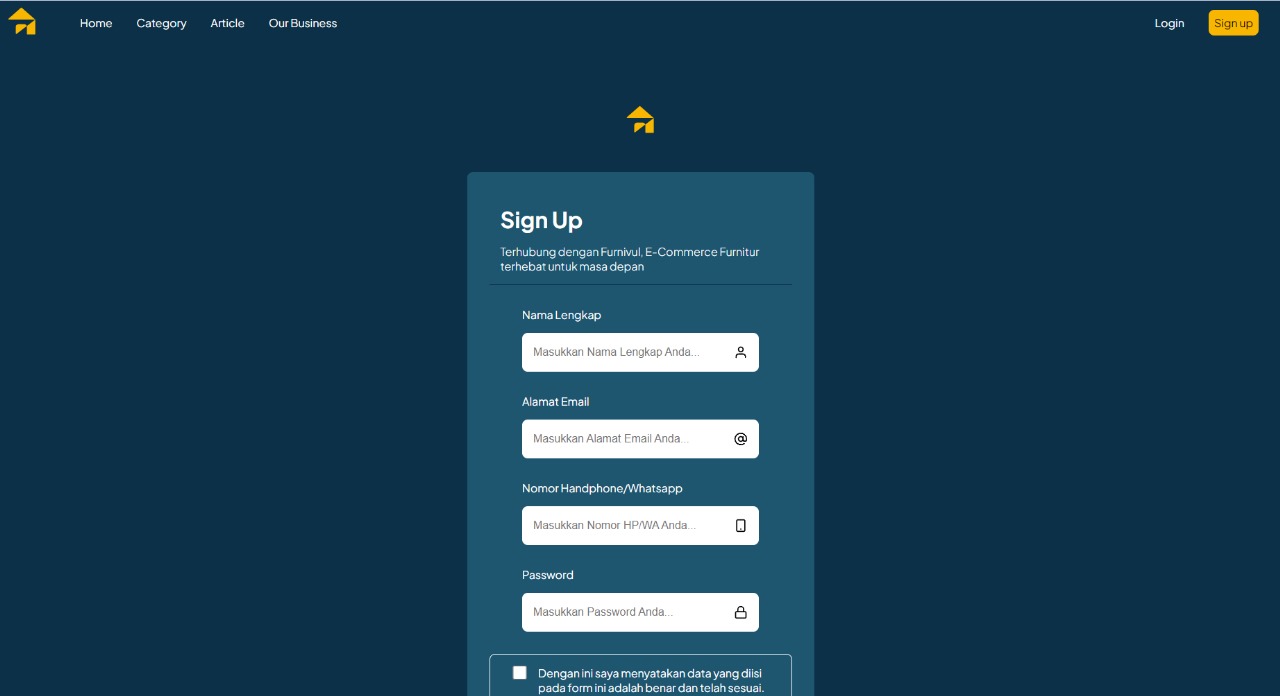 Home Category Article Our Business Login Sign up
Sign Up
Terhubung dengan Furnivul, E-Commerce Furnitur
terhebat untuk masa depan
Nama Lengkap
Masukkan Nama Lengkap Anda...
Alamat Email
Masukkan Alamat Email Anda...
Nomor Handphone/Whatsapp
Masukkan Nomor HP/WA Anda...
Password
Masukkan Password Anda...
Dengan ini saya menyatakan data yang diisi
pada form ini adalah benar dan telah sesuai.